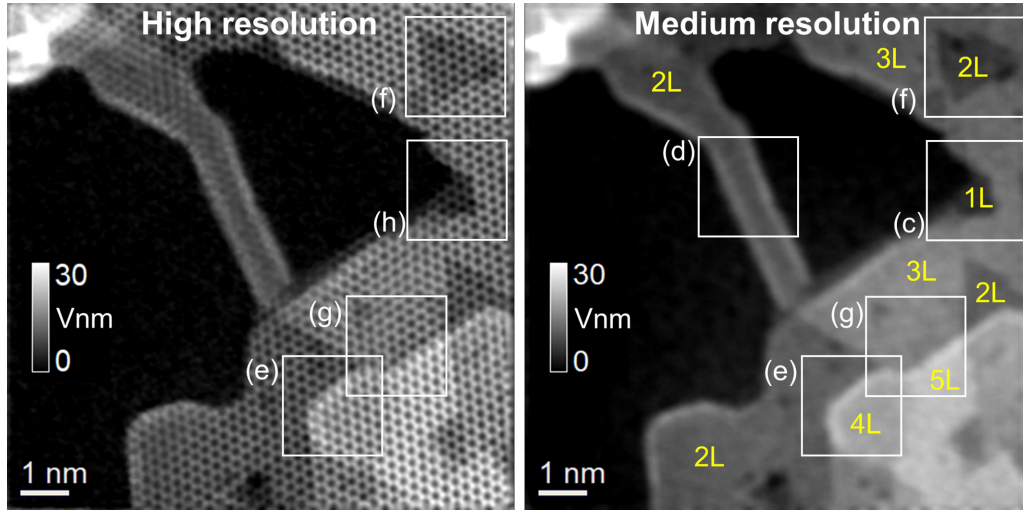 High resolution
(f)
(h)
30
Vnm
0
(g)
(e)
1 nm
Medium resolution
3L
2L
2L
(f)
(d)
1L
(c)
3L
30
2L
Vnm
(g)
0
(e)
5L
4L
2L
1 nm